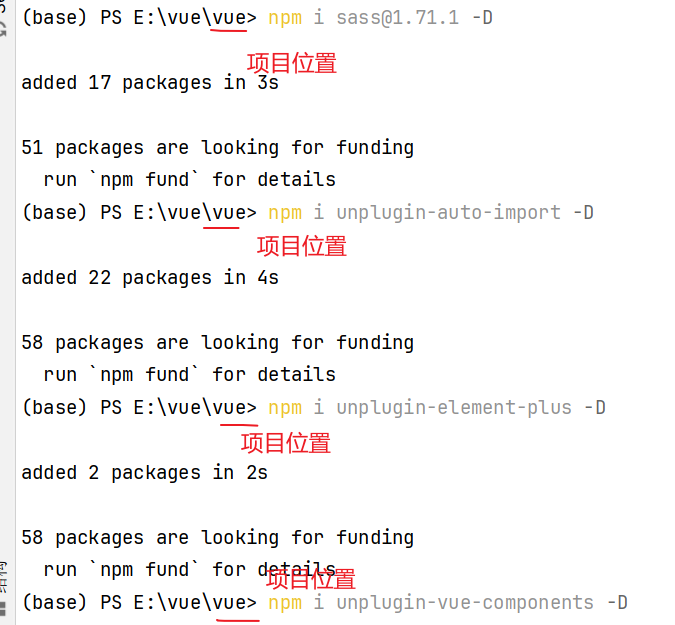 (base) PS E:\vue\vue> npm i sass@1.71.1 -D
项目位置
added 17 packages in 3s
51 packages are looking for funding
run `npm fund` for details
(base) PS E:\vue\vue> npm i unplugin-auto-import -D
项目位置
added 22 packages in 4s
58 packages are looking for funding
run `npm fund` for details
(base) PS E:\vue\vue> npm i unplugin-element-plus -D
项目位置
added 2 packages in 2s
58 packages are looking for funding
run `npm fund` for details
项目位置
(base) PS E:\vue\vue> npm i unplugin-vue-components -D
结构